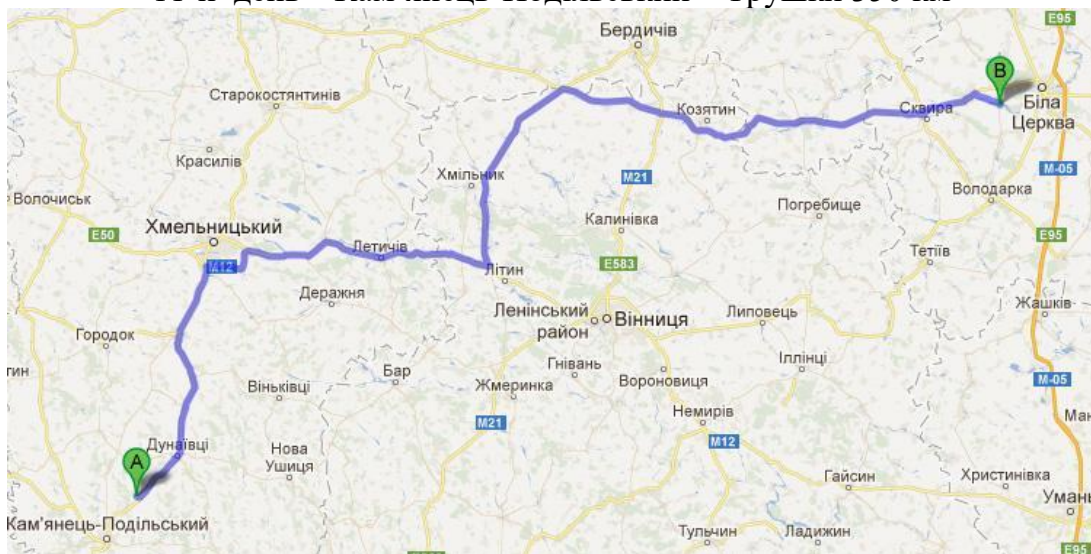 Бердичів
E95
Старокостянтинів
Козятин
Сквира
Біла
Церква
Красилів
Хмільник
M21
M-05
Волочиськ
Погребище
Володарка
Хмельницький
Калинівка
E50
E95
Летичів
Тетіїв
M12
Літин
E583
Деражня
Жашків
Ленінський
район
Вінниця
Липовець
Городок
Гнівань
Іллінці
тин
Віньківці
Бар
Жмеринка
Вороновиця
M-05
Немирів
Ман
M21
M12
Дунаївці
Нова
Ушиця
Гайсин
Христинівка
Умань
Кам'янець-Подільський
Тульчин
Ладижин
A
B